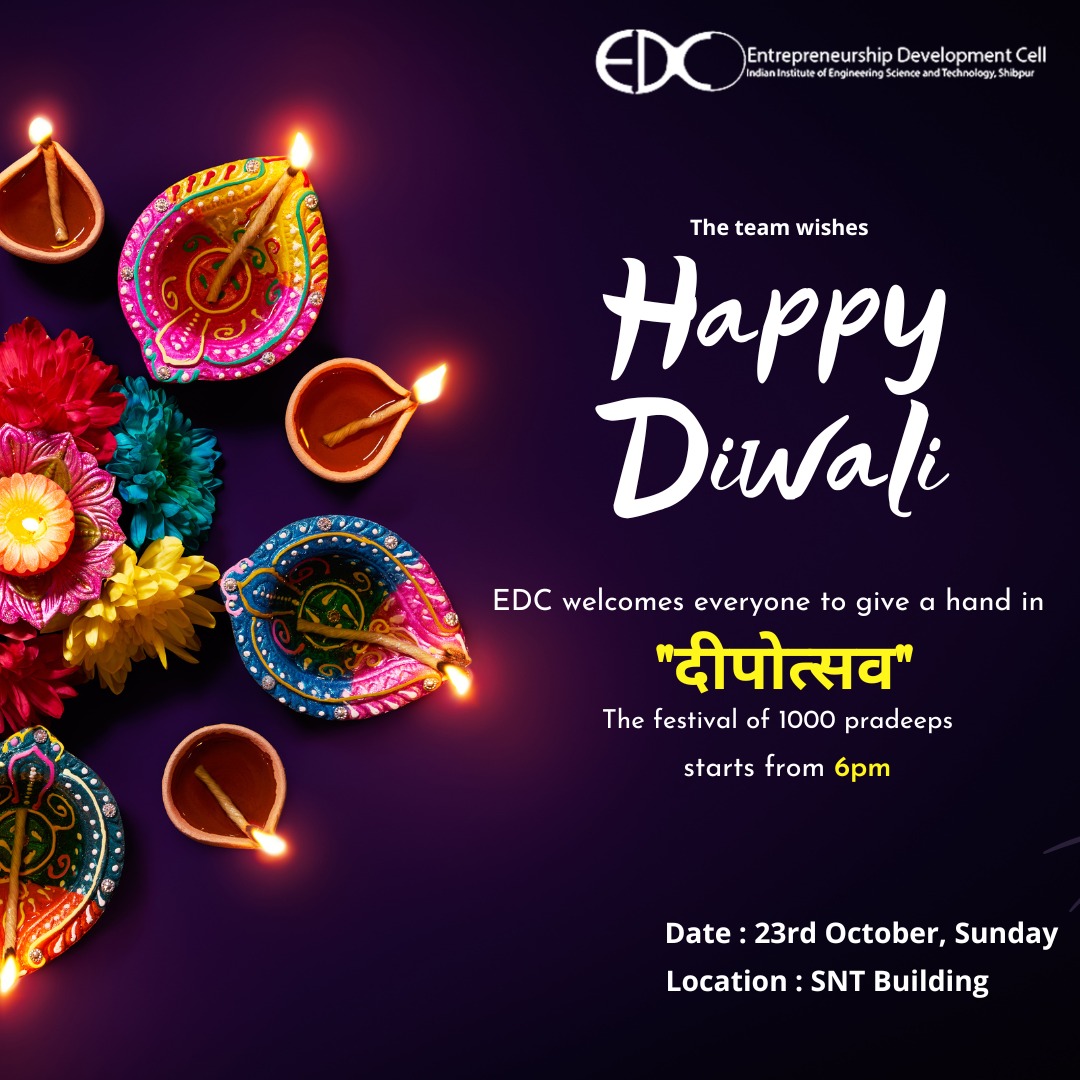 EDC Entrepreneurship Development Cell
Indian Institute of Engineering Science and Technology, Shibpur
The team wishes
Happy
Diwali
EDC welcomes everyone to give a hand in
"दीपोत्सव"
The festival of 1000 pradeeps
starts from 6pm
Date : 23rd October, Sunday
Location : SNT Building